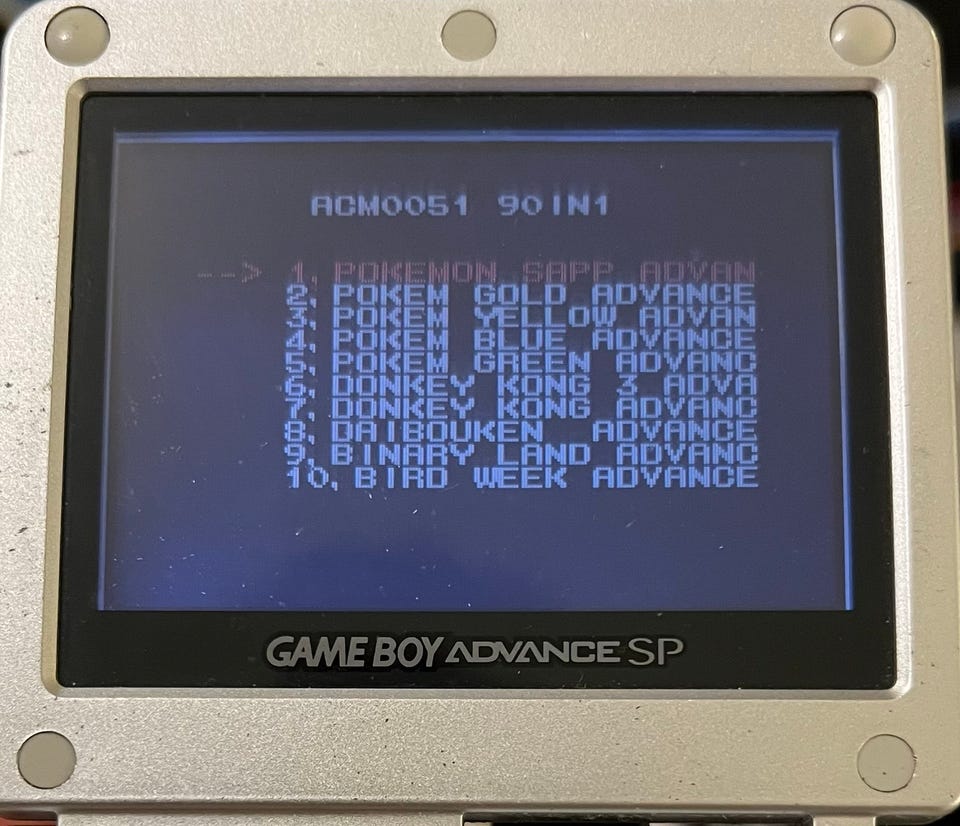 ACM0051 90IN1
--> 1. POKEMON SAPP ADVAN
2. POKEM GOLD ADVANCE
3. POKEM YELLOW ADVAN
4. POKEM BLUE ADVANCE
5. POKEM GREEN ADVANC
6. DONKEY KONG 3 ADVA
7. DONKEY KONG ADVANC
8. DAIBOUKEN ADVANCE
9. BINARY LAND ADVANC
10. BIRD WEEK ADVANCE
GAME BOY ADVANCE SP